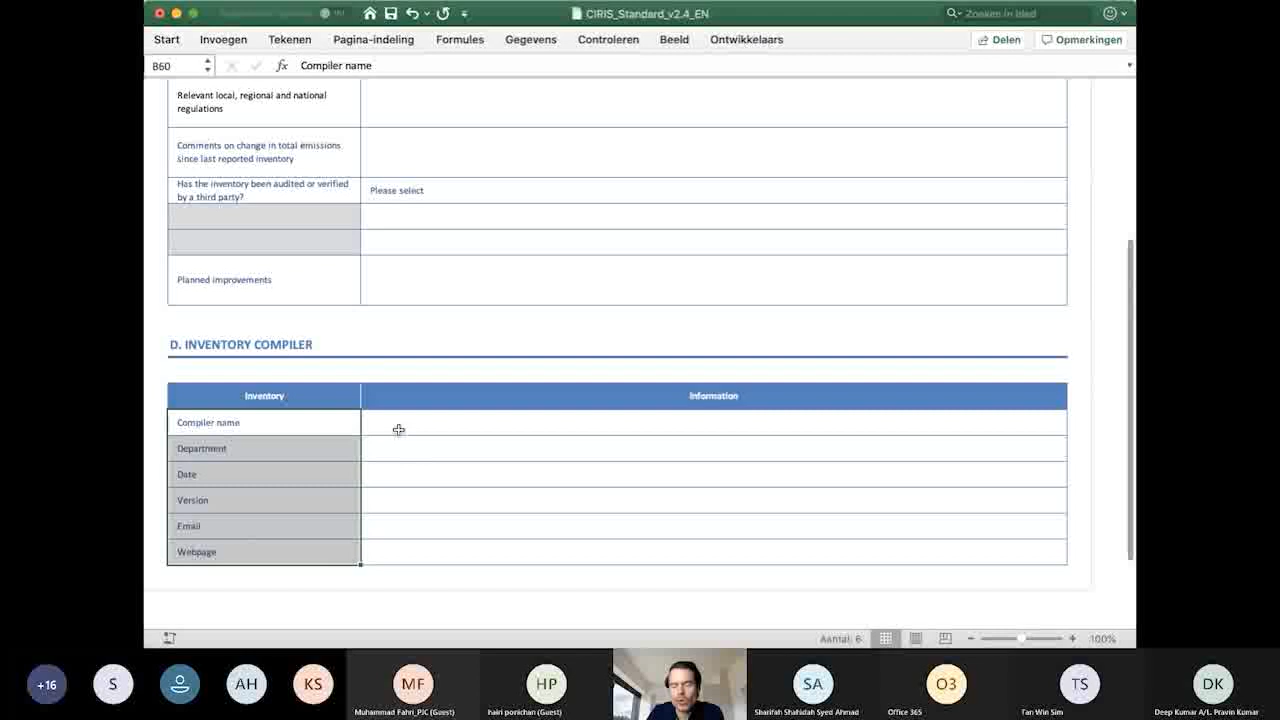 CIRIS_Standard_v2.4_EN
Zoeken in blad
Start Invoegen Tekenen Pagina-indeling Formules Gegevens Controleren Beeld Ontwikkelaars Delen Opmerkingen
B60 fx Compiler name
Relevant local, regional and national
regulations
Comments on change in total emissions
since last reported inventory
Has the inventory been audited or verified
by a third party?
Please select
Planned improvements
D. INVENTORY COMPILER
Inventory Information
Compiler name
Department
Date
Version
Email
Webpage
Aantal: 6 100%
+16 S AH KS MF HP SA O3 TS DK
Muhammad Fahri_PJC (Guest) hairi ponichan (Guest) Sharifah Shahidah Syed Ahmad Office 365 Tan Win Sim Deep Kumar A/L. Pravin Kumar